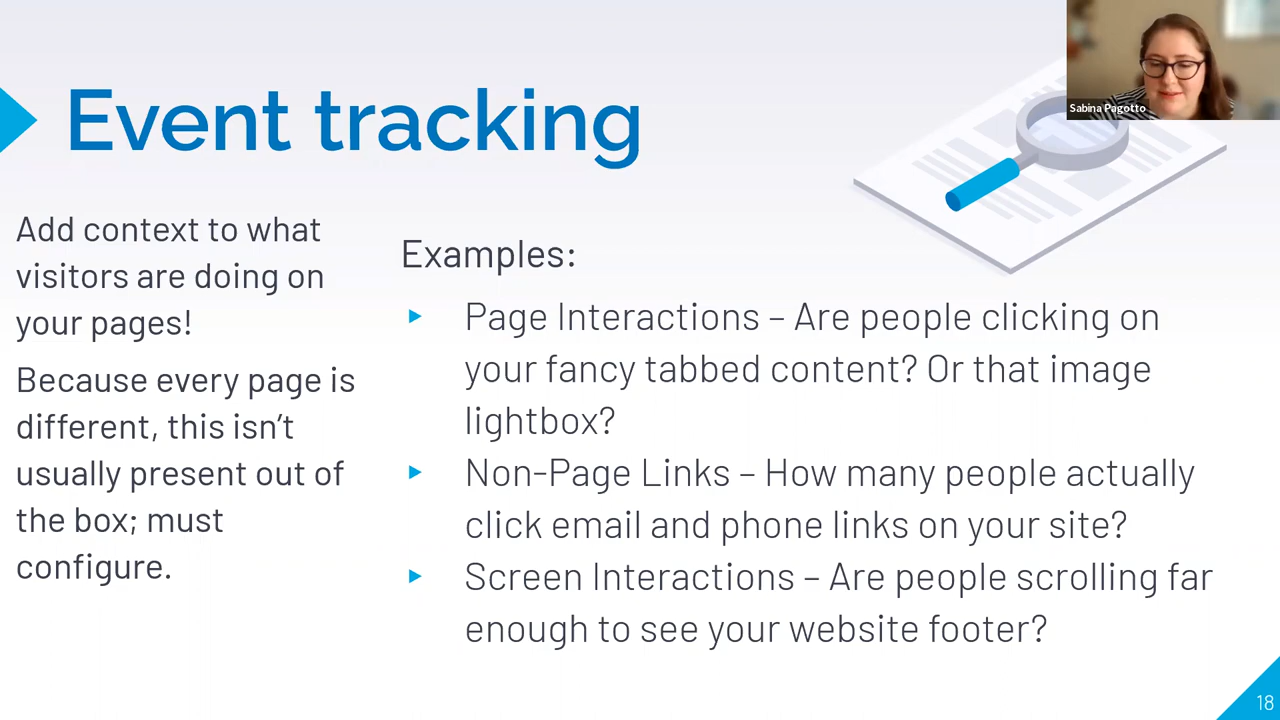 Event tracking
Sabina Pagotto
Add context to what
visitors are doing on
your pages!
Because every page is
different, this isn't
usually present out of
the box; must
configure.
Examples:
Page Interactions – Are people clicking on
your fancy tabbed content? Or that image
lightbox?
Non-Page Links – How many people actually
click email and phone links on your site?
Screen Interactions – Are people scrolling far
enough to see your website footer?
18